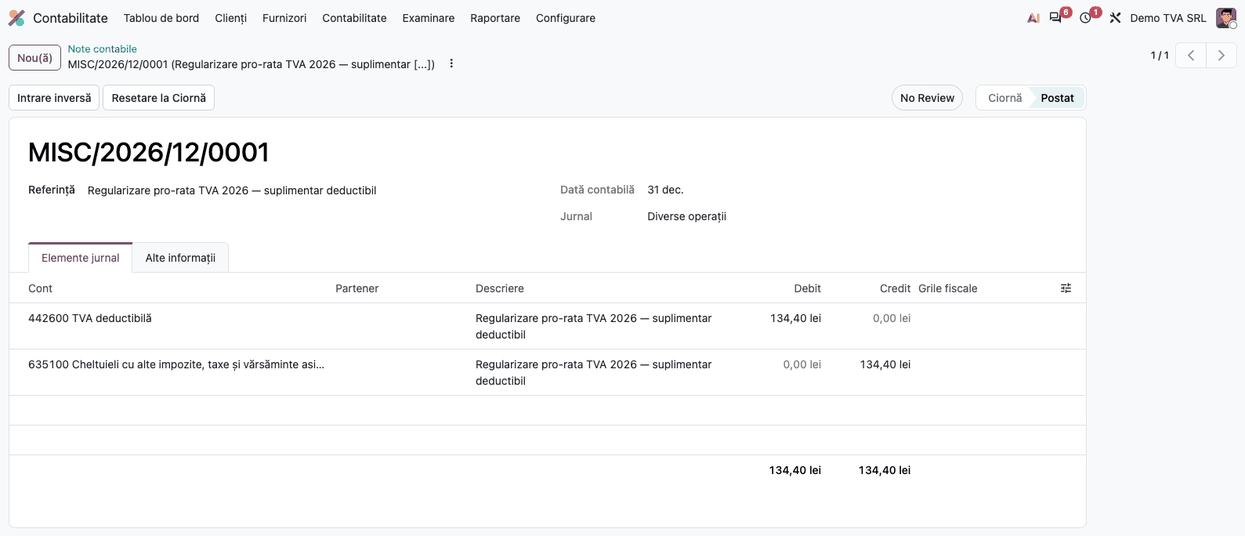 Contabilitate Tablou de bord Clienți Furnizori Contabilitate Examinare Raportare Configurare AI 6 1 Demo TVA SRL
Nou(ă)
Note contabile
MISC/2026/12/0001 (Regularizare pro-rata TVA 2026 — suplimentar [...])
1 / 1
Intrare inversă Resetare la Ciornă No Review Ciornă Postat
MISC/2026/12/0001
Referință Regularizare pro-rata TVA 2026 — suplimentar deductibil Dată contabilă 31 dec.
Jurnal Diverse operații
Elemente jurnal Alte informații
Cont Partener Descriere Debit Credit Grile fiscale
442600 TVA deductibilă Regularizare pro-rata TVA 2026 — suplimentar 134,40 lei 0,00 lei
deductibil
635100 Cheltuieli cu alte impozite, taxe și vărsăminte asi... Regularizare pro-rata TVA 2026 — suplimentar 0,00 lei 134,40 lei
deductibil
134,40 lei 134,40 lei